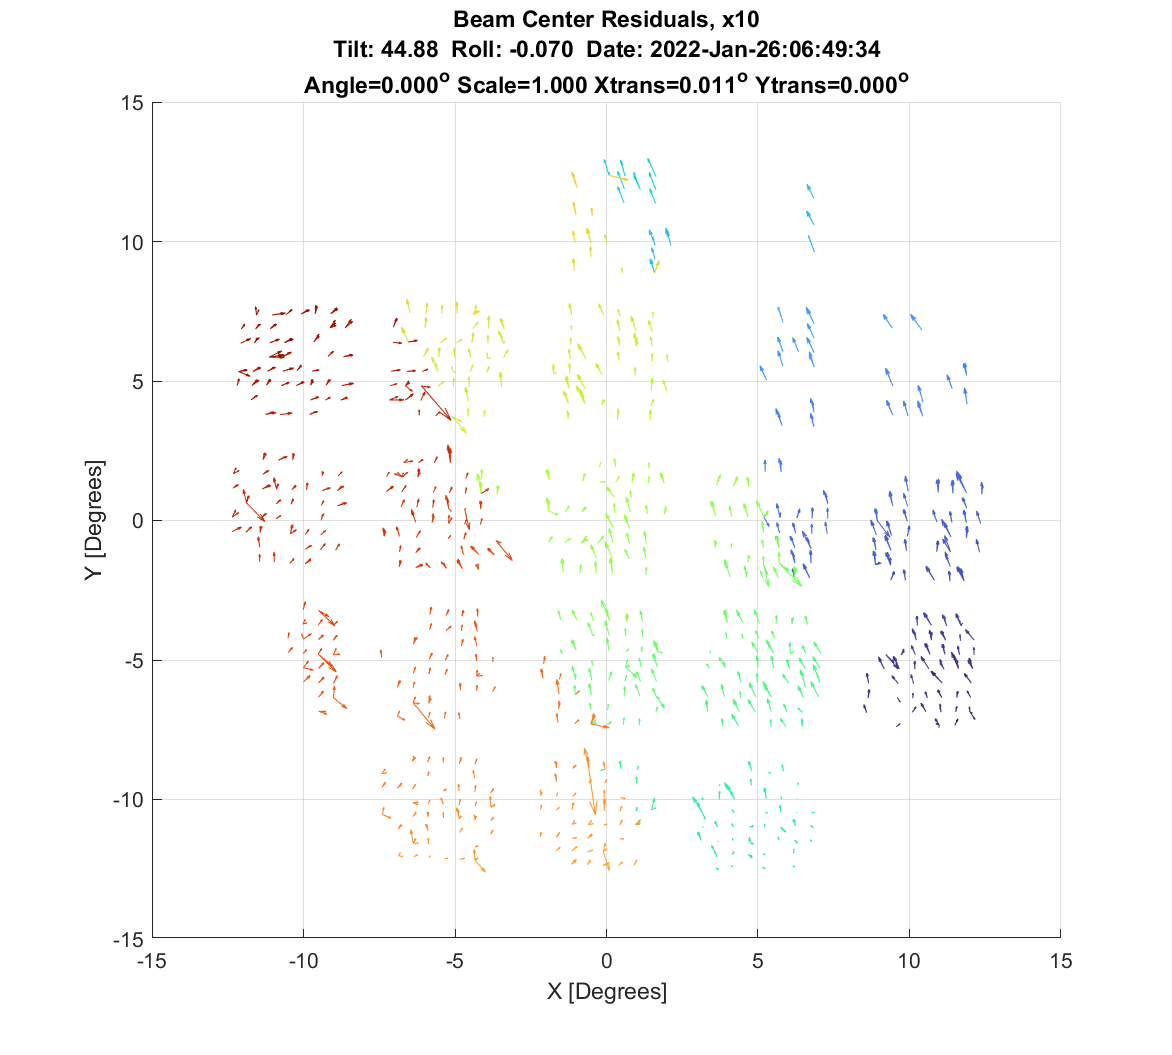 Beam Center Residuals, x10
Tilt: 44.88 Roll: -0.070 Date: 2022-Jan-26:06:49:34
Angle=0.000° Scale=1.000 Xtrans=0.011° Ytrans=0.000°
15
10
5
0
-5
-10
-15
Y [Degrees]
-15 -10 -5 0 5 10 15
X [Degrees]